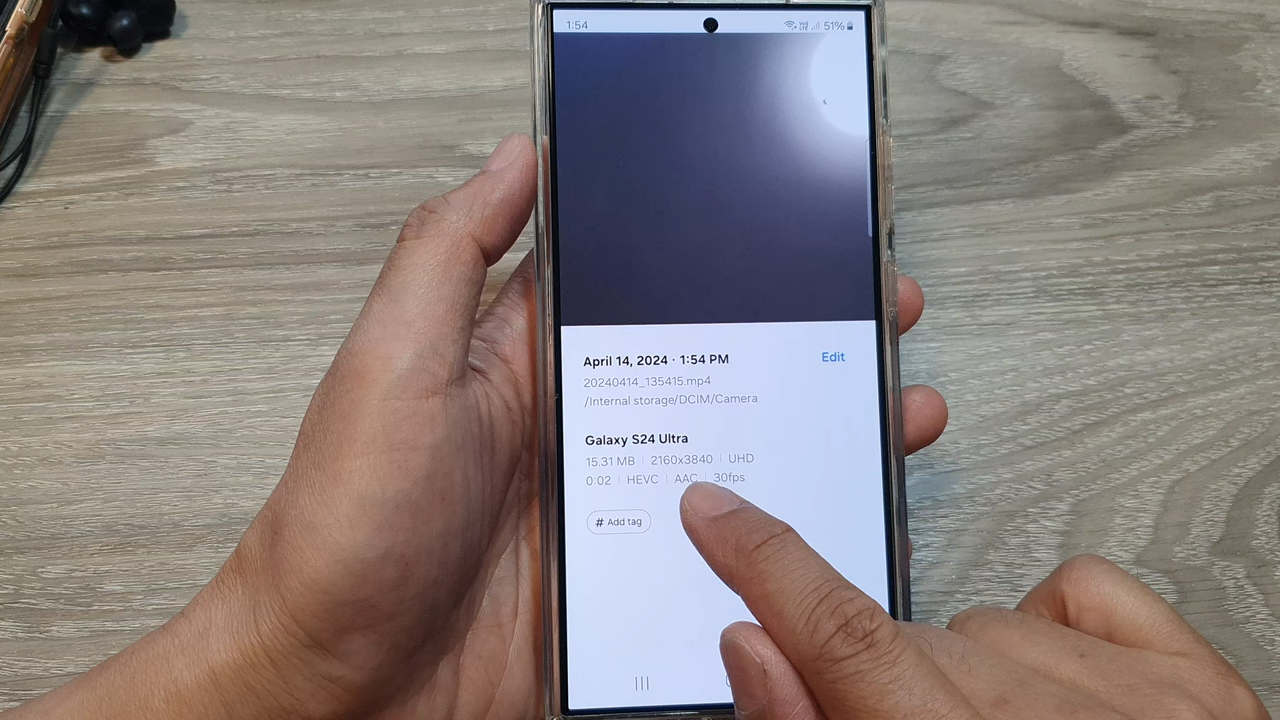 1:54 51%
April 14, 2024 · 1:54 PM Edit
20240414_135415.mp4
/Internal storage/DCIM/Camera
Galaxy S24 Ultra
15.31 MB | 2160x3840 | UHD
0:02 | HEVC | AAC | 30fps
# Add tag